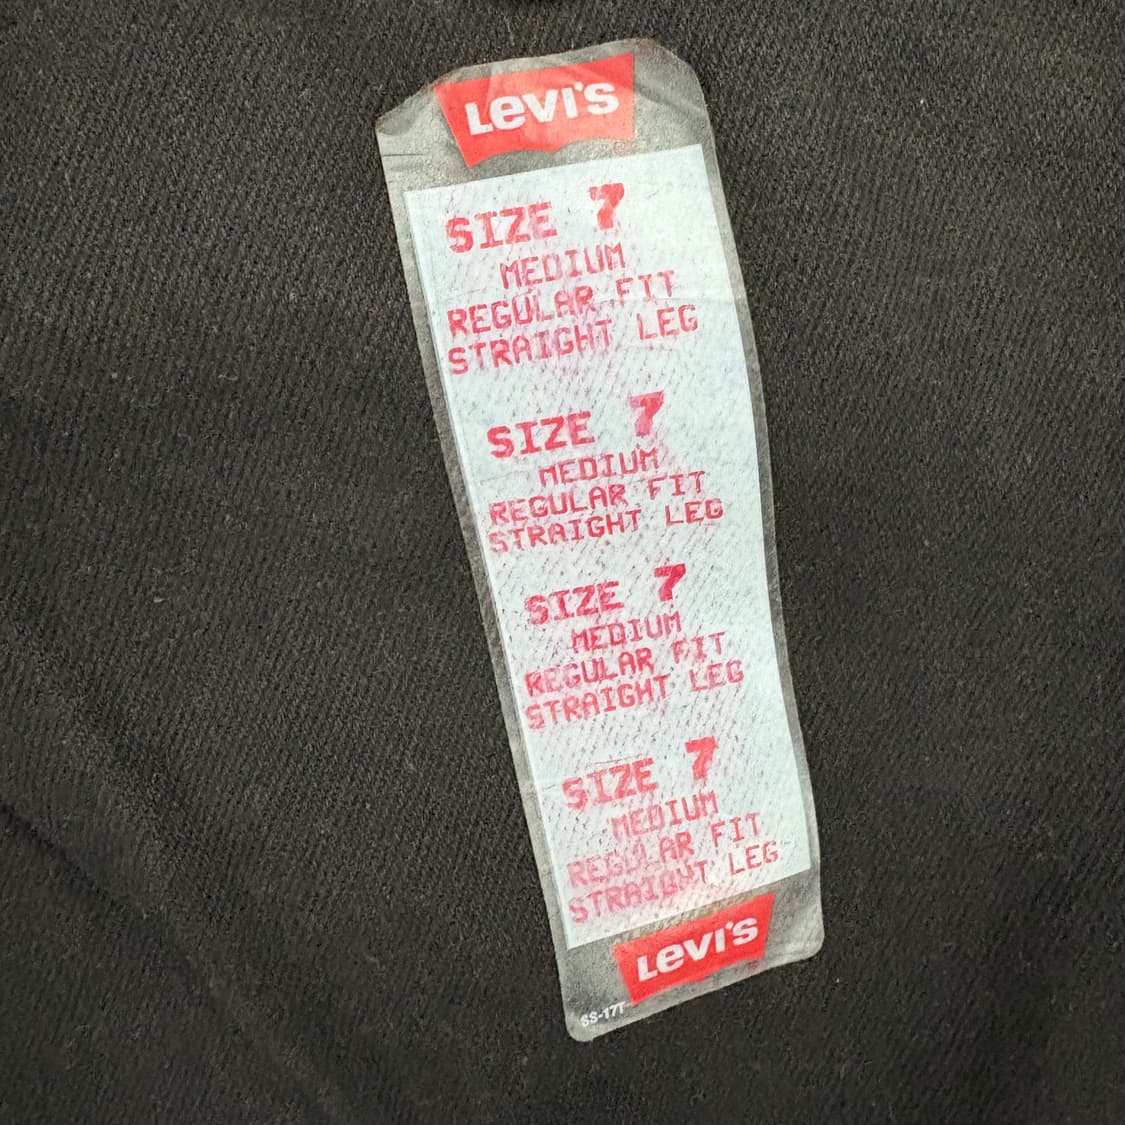 Levi's
SIZE 7
MEDIUM
REGULAR FIT
STRAIGHT LEG
SIZE 7
MEDIUM
REGULAR FIT
STRAIGHT LEG
SIZE 7
MEDIUM
REGULAR FIT
STRAIGHT LEG
SIZE 7
MEDIUM
REGULAR FIT
STRAIGHT LEG
Levi's
SS-17T